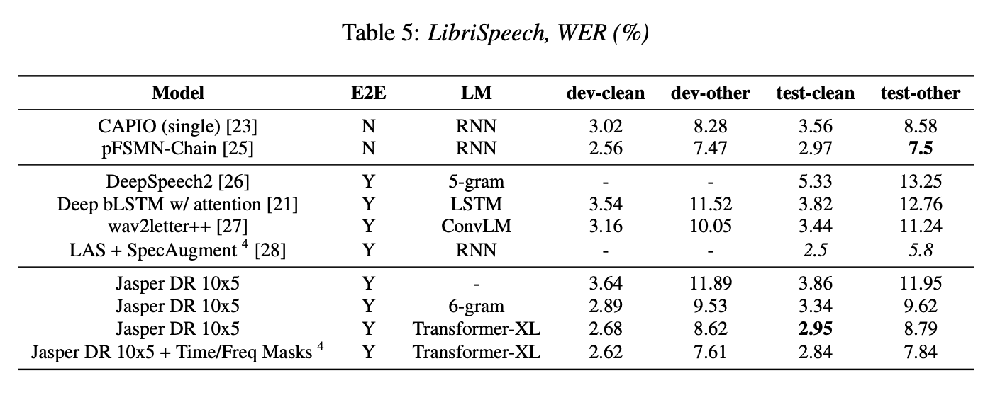 Table 5: LibriSpeech, WER (%)
Model E2E LM dev-clean dev-other test-clean test-other
CAPIO (single) [23] N RNN 3.02 8.28 3.56 8.58
pFSMN-Chain [25] N RNN 2.56 7.47 2.97 7.5
DeepSpeech2 [26] Y 5-gram - - 5.33 13.25
Deep bLSTM w/ attention [21] Y LSTM 3.54 11.52 3.82 12.76
wav2letter++ [27] Y ConvLM 3.16 10.05 3.44 11.24
LAS + SpecAugment 4 [28] Y RNN - - 2.5 5.8
Jasper DR 10x5 Y - 3.64 11.89 3.86 11.95
Jasper DR 10x5 Y 6-gram 2.89 9.53 3.34 9.62
Jasper DR 10x5 Y Transformer-XL 2.68 8.62 2.95 8.79
Jasper DR 10x5 + Time/Freq Masks 4 Y Transformer-XL 2.62 7.61 2.84 7.84